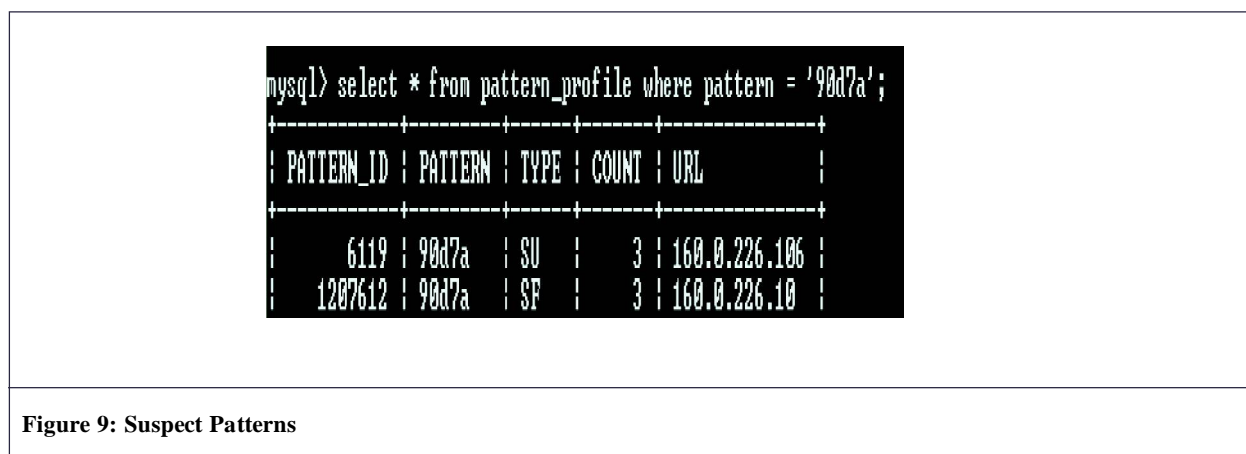 mysql> select * from pattern_profile where pattern = '90d7a';
+------------+---------+------+-------+--------------+
| PATTERN_ID | PATTERN | TYPE | COUNT | URL |
+------------+---------+------+-------+--------------+
| 6119 | 90d7a | SU | 3 | 160.0.226.106 |
| 1207612 | 90d7a | SF | 3 | 160.0.226.10 |
Figure 9: Suspect Patterns